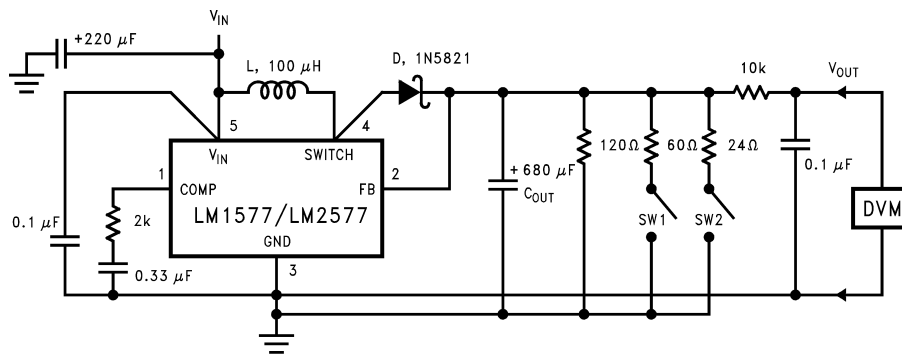 V_IN
+220 µF
L, 100 µH
D, 1N5821
10k
V_OUT
5
4
V_IN
SWITCH
1
2
COMP
FB
LM1577/LM2577
GND
3
0.1 µF
2k
0.33 µF
+680 µF
C_OUT
120Ω
60Ω
24Ω
SW1
SW2
0.1 µF
DVM